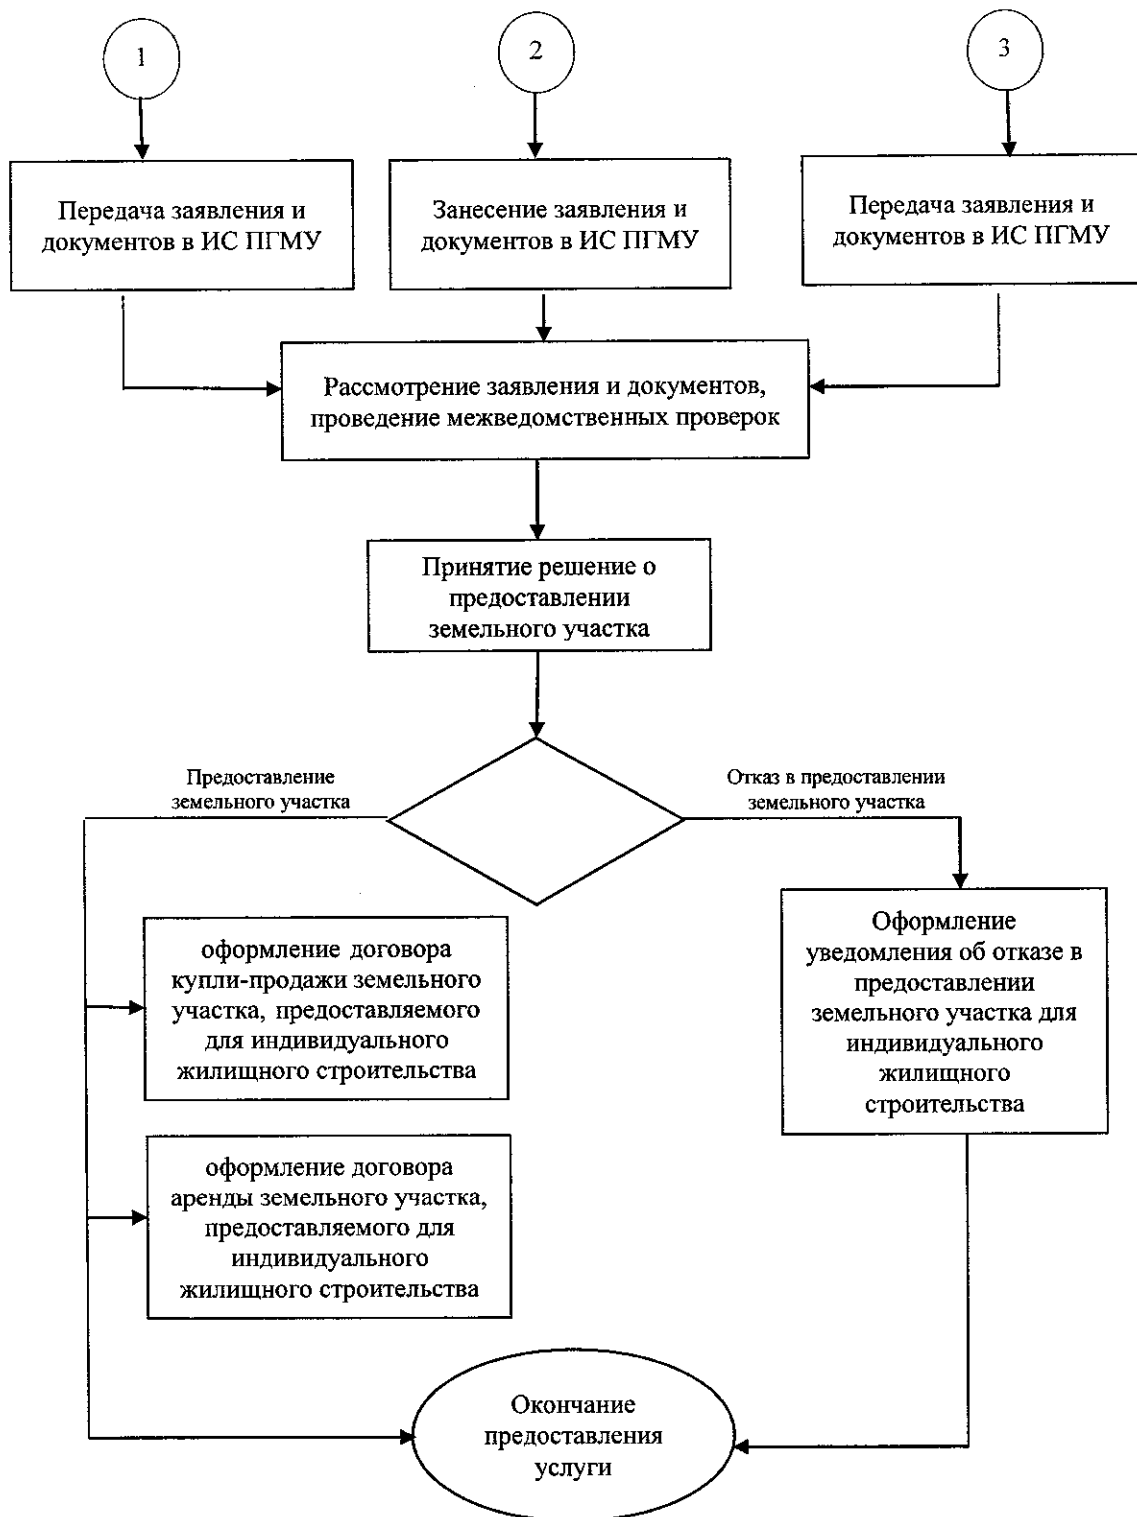 1
2
3
Передача заявления и
документов в ИС ПГМУ
Занесение заявления и
документов в ИС ПГМУ
Передача заявления и
документов в ИС ПГМУ
Рассмотрение заявления и документов,
проведение межведомственных проверок
Принятие решение о
предоставлении
земельного участка
Предоставление
земельного участка
Отказ в предоставлении
земельного участка
оформление договора
купли-продажи земельного
участка, предоставляемого
для индивидуального
жилищного строительства
Оформление
уведомления об отказе в
предоставлении
земельного участка для
индивидуального
жилищного
строительства
оформление договора
аренды земельного участка,
предоставляемого для
индивидуального
жилищного строительства
Окончание
предоставления
услуги